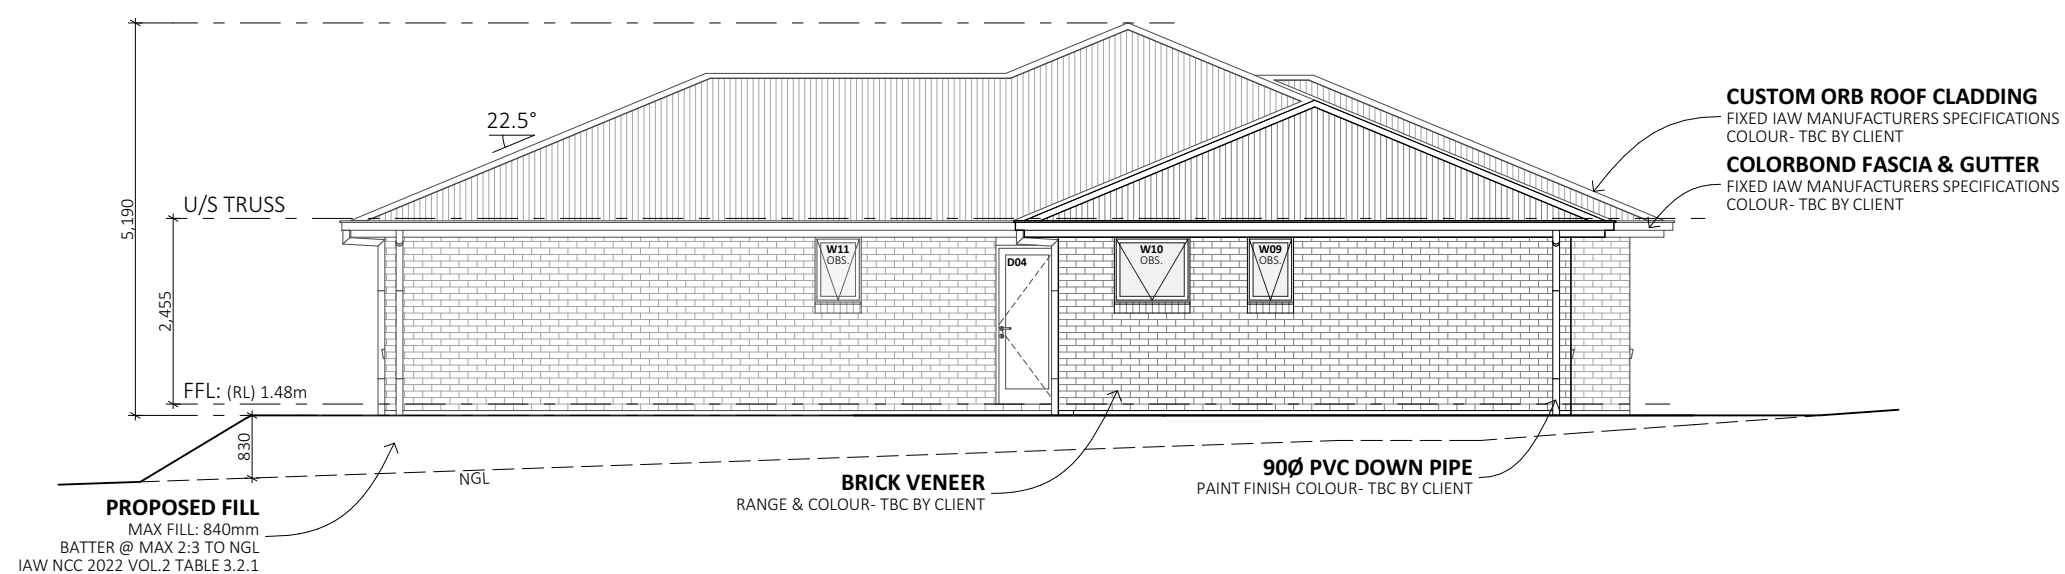 5,190
22.5°
U/S TRUSS
2,455
FFL: (RL) 1.48m
830
NGL
W11
OBS.
D04
W10
OBS.
W09
OBS.
CUSTOM ORB ROOF CLADDING
FIXED IAW MANUFACTURERS SPECIFICATIONS
COLOUR- TBC BY CLIENT
COLORBOND FASCIA & GUTTER
FIXED IAW MANUFACTURERS SPECIFICATIONS
COLOUR- TBC BY CLIENT
PROPOSED FILL
MAX FILL: 840mm
BATTER @ MAX 2:3 TO NGL
IAW NCC 2022 VOL.2 TABLE 3.2.1
BRICK VENEER
RANGE & COLOUR- TBC BY CLIENT
90Ø PVC DOWN PIPE
PAINT FINISH COLOUR- TBC BY CLIENT